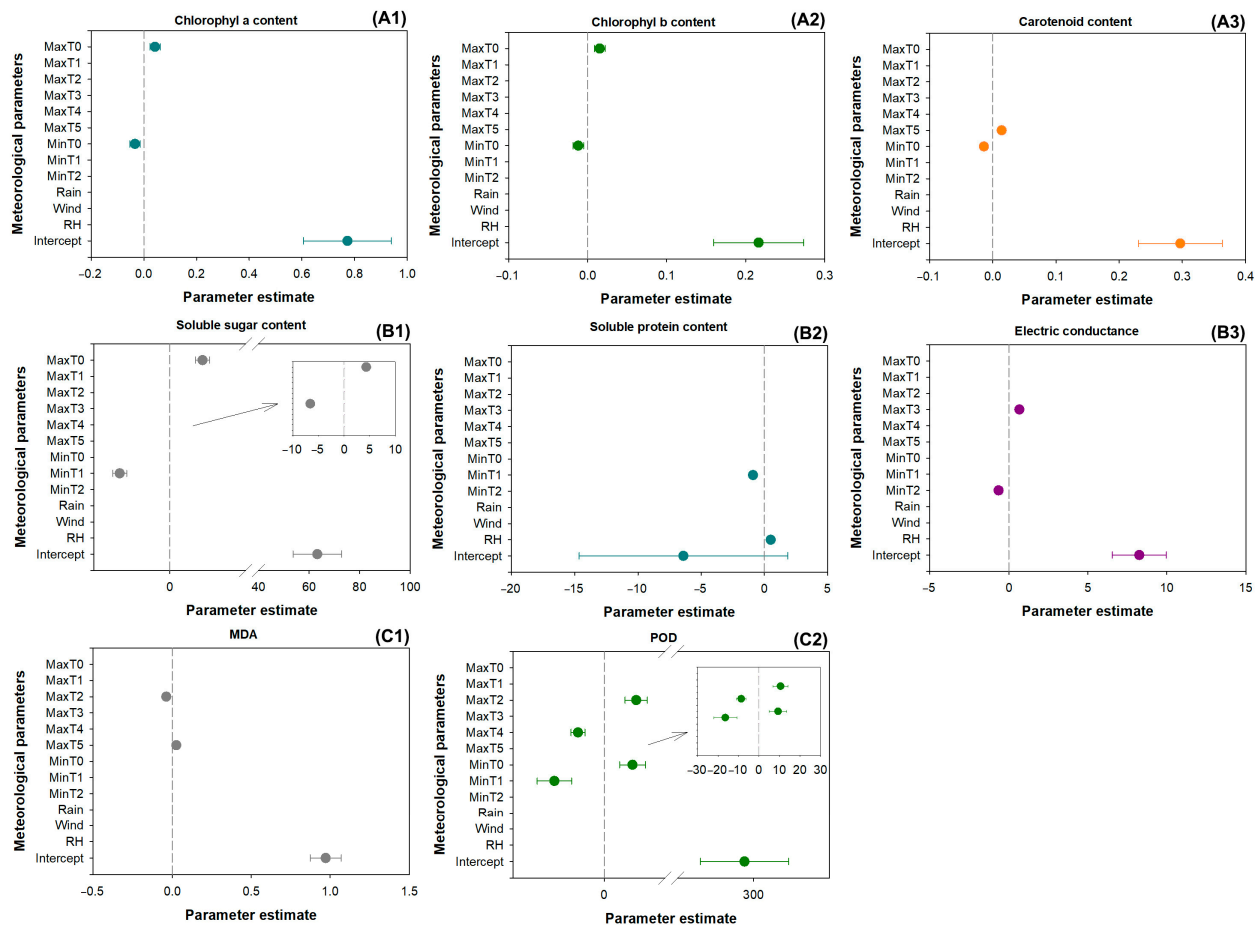 Chlorophyll a content
(A1)
Meteorological parameters
MaxT0
MaxT1
MaxT2
MaxT3
MaxT4
MaxT5
MinT0
MinT1
MinT2
Rain
Wind
RH
Intercept
−0.2 0.0 0.2 0.4 0.6 0.8 1.0
Parameter estimate
Chlorophyll b content
(A2)
Meteorological parameters
MaxT0
MaxT1
MaxT2
MaxT3
MaxT4
MaxT5
MinT0
MinT1
MinT2
Rain
Wind
RH
Intercept
−0.1 0.0 0.1 0.2 0.3
Parameter estimate
Carotenoid content
(A3)
Meteorological parameters
MaxT0
MaxT1
MaxT2
MaxT3
MaxT4
MaxT5
MinT0
MinT1
MinT2
Rain
Wind
RH
Intercept
−0.1 0.0 0.1 0.2 0.3 0.4
Parameter estimate
Soluble sugar content
(B1)
Meteorological parameters
MaxT0
MaxT1
MaxT2
MaxT3
MaxT4
MaxT5
MinT0
MinT1
MinT2
Rain
Wind
RH
Intercept
−10 −5 0 5 10
0 40 60 80 100
Parameter estimate
Soluble protein content
(B2)
Meteorological parameters
MaxT0
MaxT1
MaxT2
MaxT3
MaxT4
MaxT5
MinT0
MinT1
MinT2
Rain
Wind
RH
Intercept
−20 −15 −10 −5 0 5
Parameter estimate
Electric conductance
(B3)
Meteorological parameters
MaxT0
MaxT1
MaxT2
MaxT3
MaxT4
MaxT5
MinT0
MinT1
MinT2
Rain
Wind
RH
Intercept
−5 0 5 10 15
Parameter estimate
MDA
(C1)
Meteorological parameters
MaxT0
MaxT1
MaxT2
MaxT3
MaxT4
MaxT5
MinT0
MinT1
MinT2
Rain
Wind
RH
Intercept
−0.5 0.0 0.5 1.0 1.5
Parameter estimate
POD
(C2)
Meteorological parameters
MaxT0
MaxT1
MaxT2
MaxT3
MaxT4
MaxT5
MinT0
MinT1
MinT2
Rain
Wind
RH
Intercept
−30 −20 −10 0 10 20 30
0 300
Parameter estimate